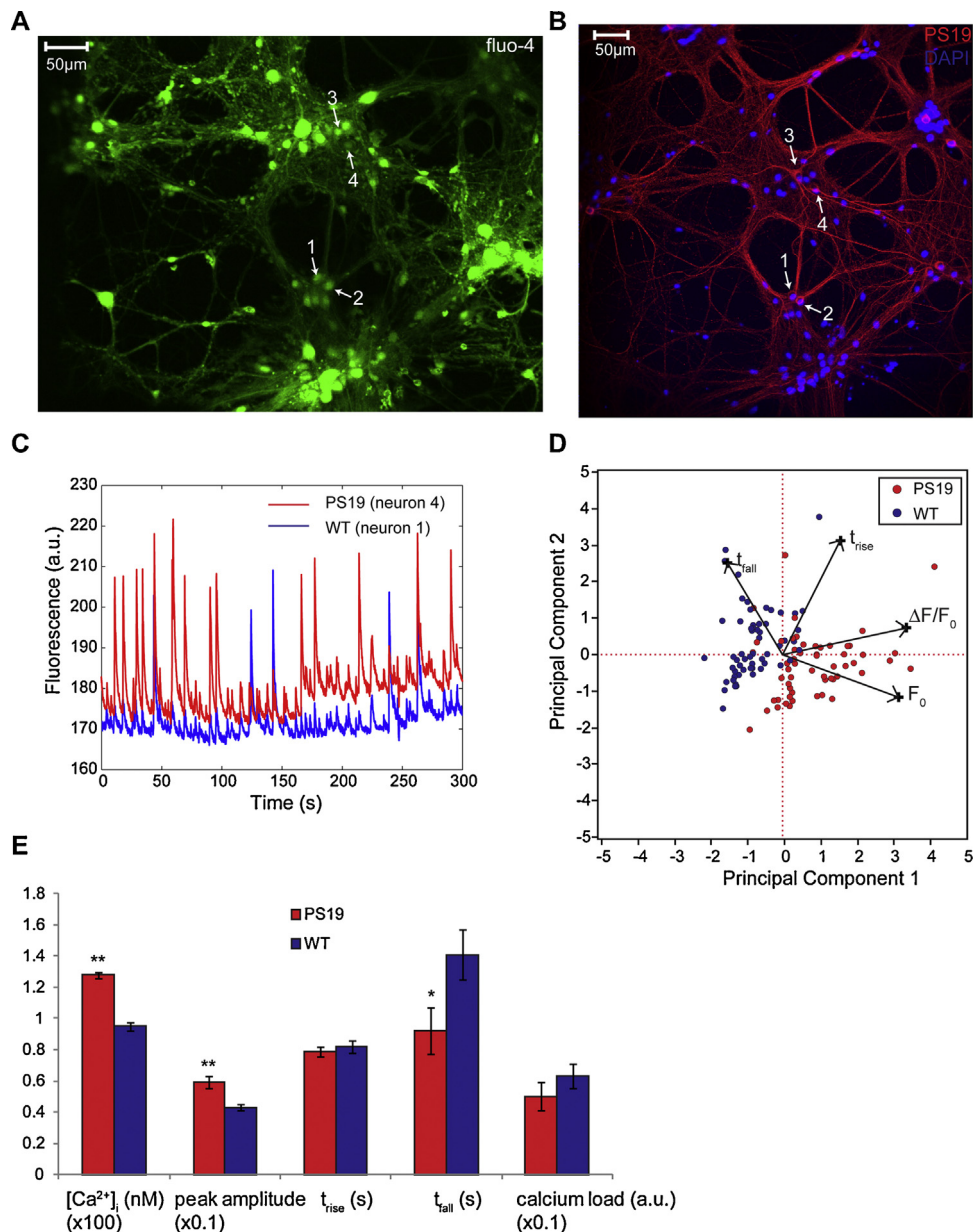 A
fluo-4
50µm
3
4
1
2
B
PS19
DAPI
50µm
3
4
1
2
C
230
220
210
200
190
180
170
160
0
50
100
150
200
250
300
Fluorescence (a.u.)
Time (s)
PS19 (neuron 4)
WT (neuron 1)
D
5
4
3
2
1
0
-1
-2
-3
-4
-5
-5
-4
-3
-2
-1
0
1
2
3
4
5
Principal Component 2
Principal Component 1
PS19
WT
t_fall
t_rise
ΔF/F₀
F₀
E
1.8
1.6
1.4
1.2
1
0.8
0.6
0.4
0.2
0
PS19
WT
**
**
*
[Ca²⁺]ᵢ (nM)
(x100)
peak amplitude
(x0.1)
t_rise (s)
t_fall (s)
calcium load (a.u.)
(x0.1)